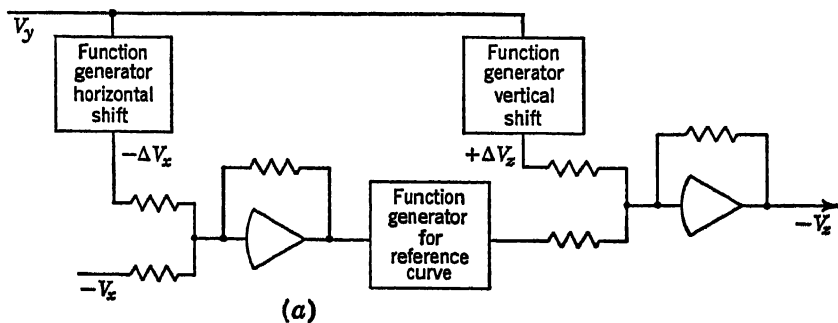 V_y
Function
generator
horizontal
shift
Function
generator
vertical
shift
−ΔV_x
+ΔV_z
Function
generator
for
reference
curve
−V_x
−V_z
(a)